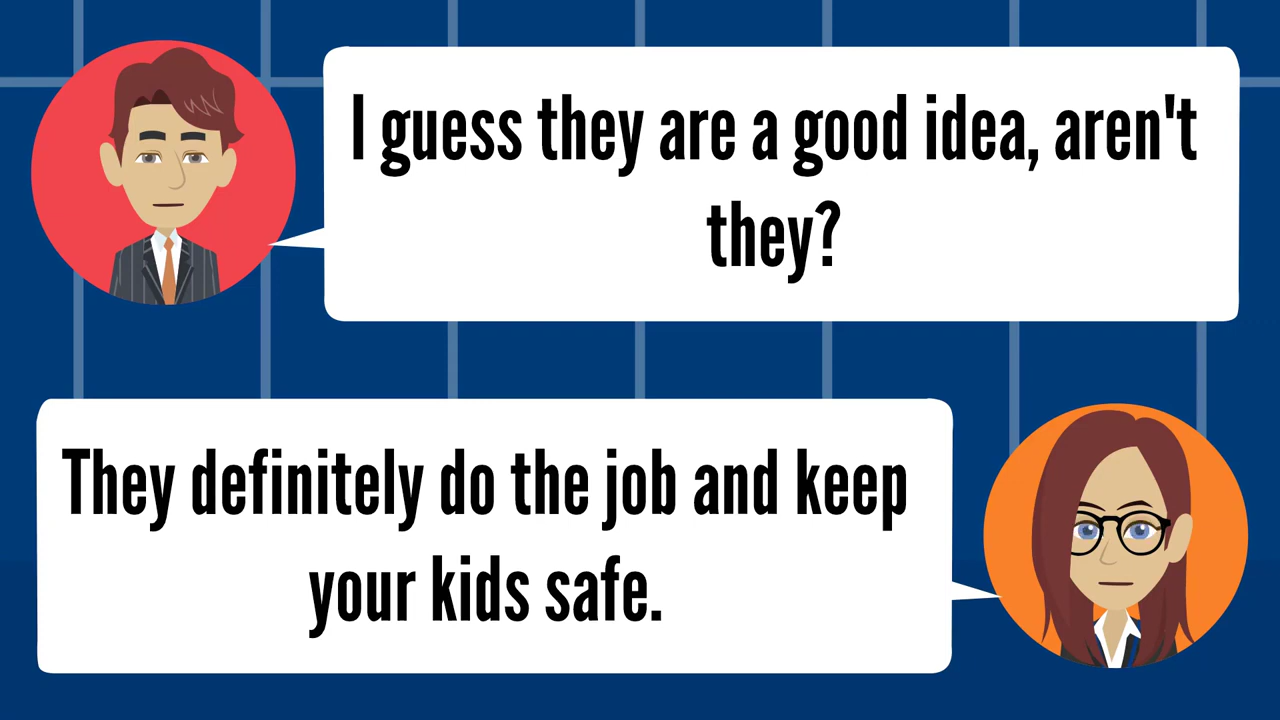 I guess they are a good idea, aren't
they?
They definitely do the job and keep
your kids safe.